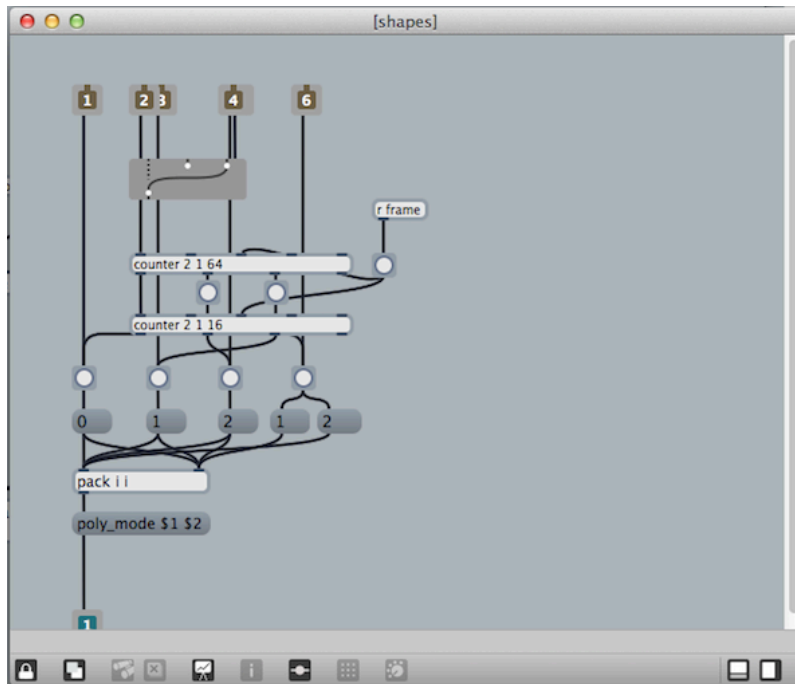 [shapes]
1 2 3 4 6
r frame
counter 2 1 64
counter 2 1 16
0 1 2 1 2
pack i i
poly_mode $1 $2
1